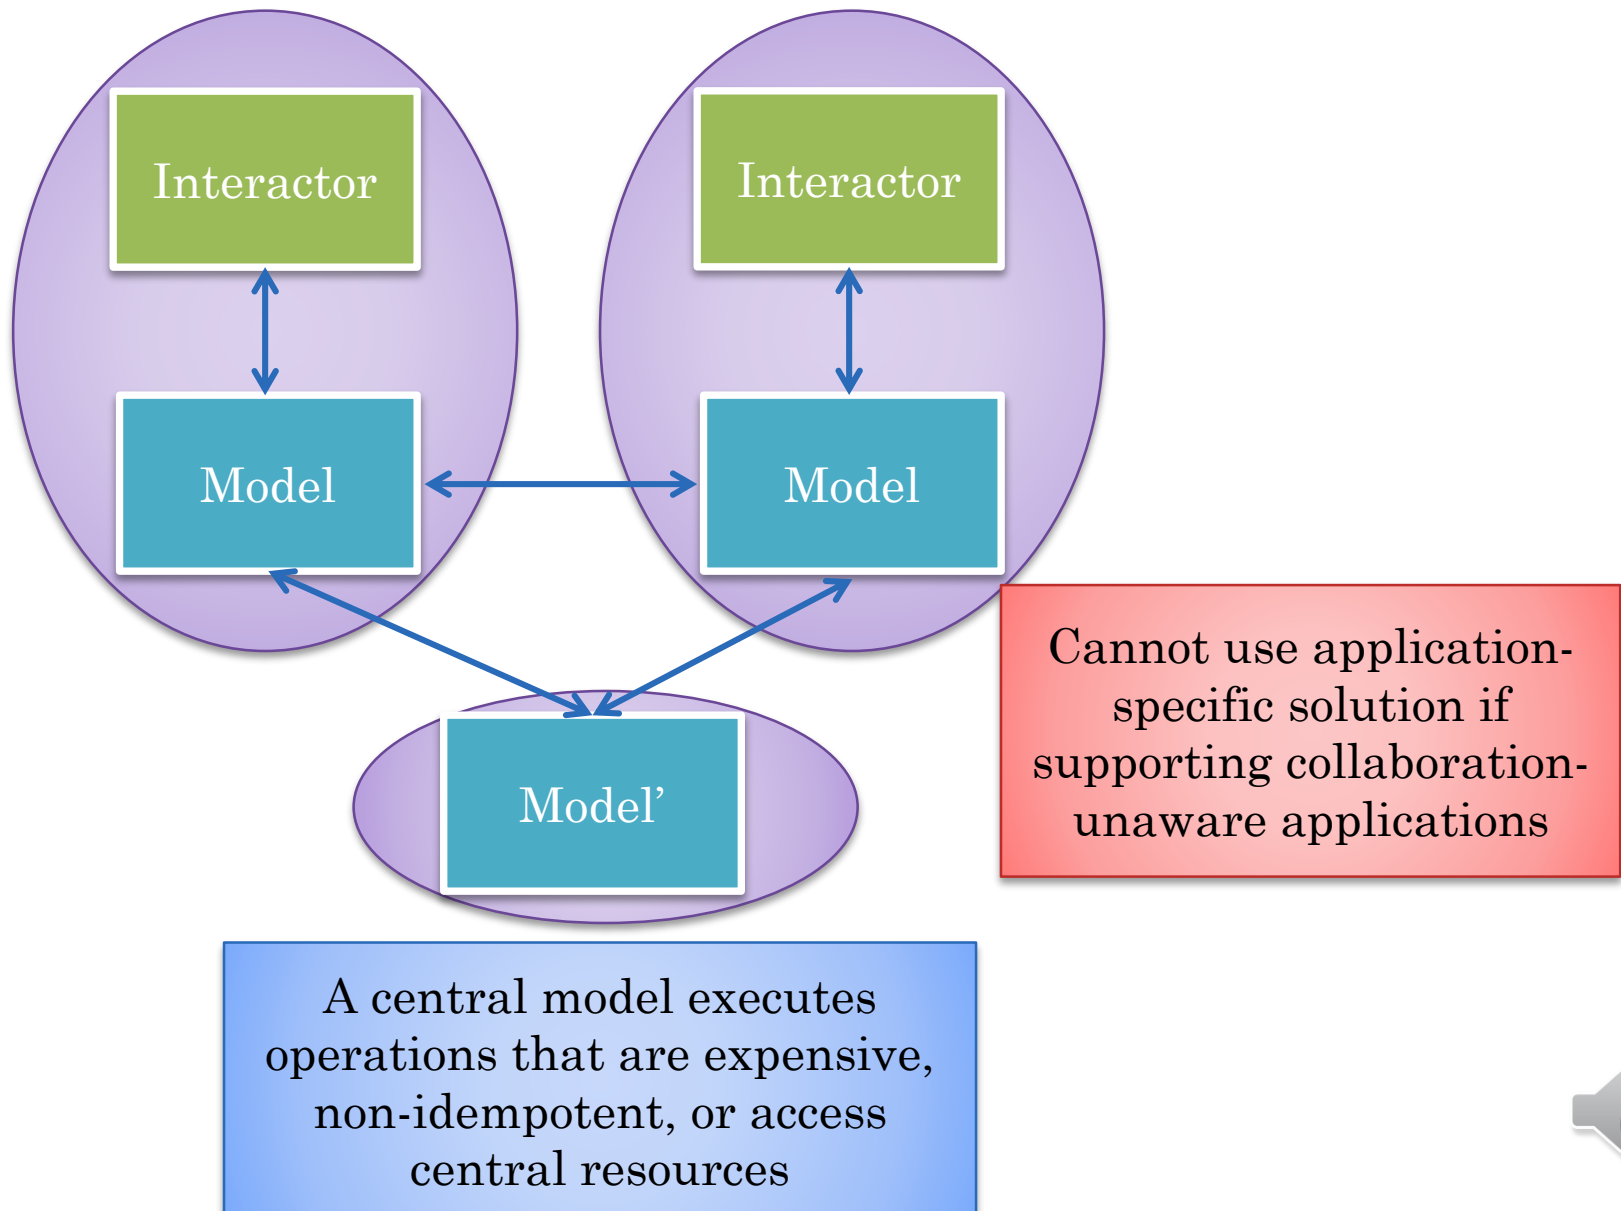 Interactor
Interactor
Model
Model
Cannot use application-
specific solution if
supporting collaboration-
unaware applications
Model’
A central model executes
operations that are expensive,
non-idempotent, or access
central resources